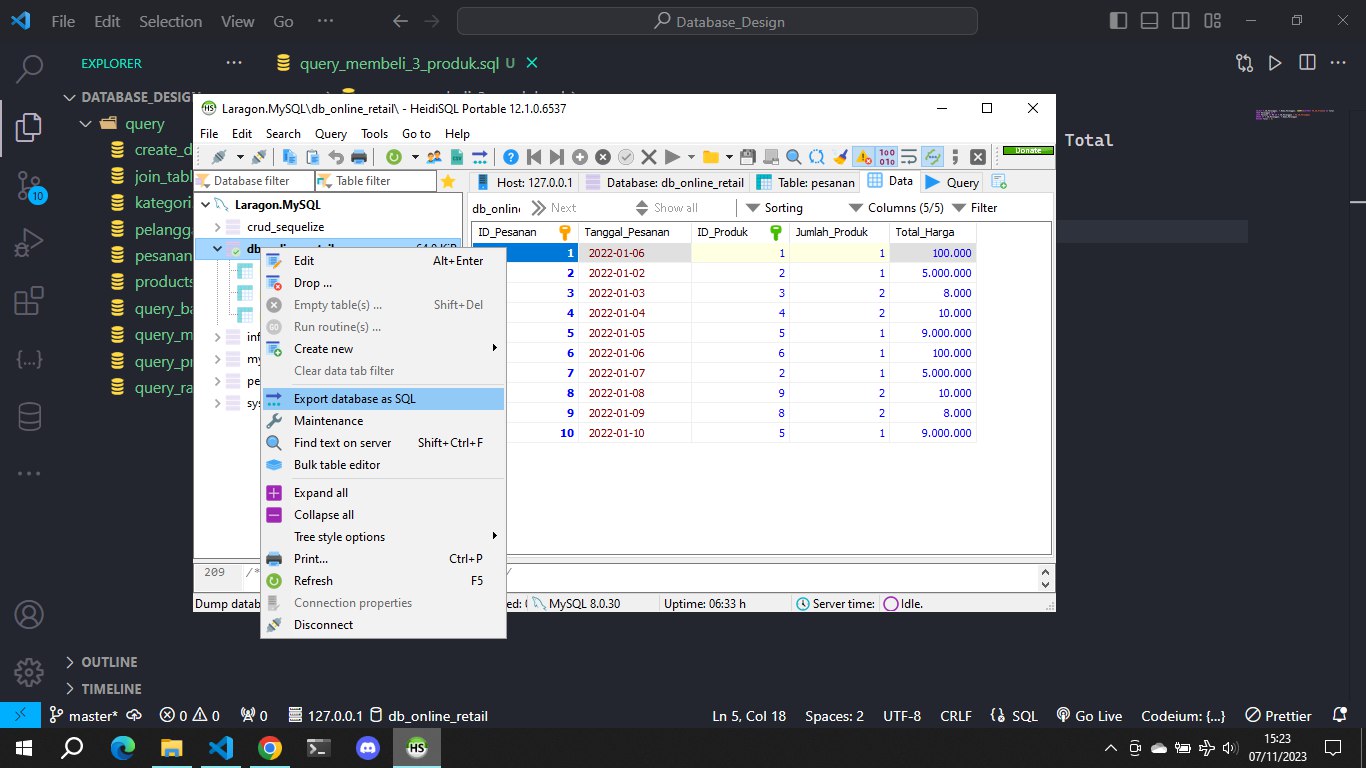 File Edit Selection View Go ··· Database_Design
EXPLORER ··· query_membeli_3_produk.sql U
DATABASE_DESIGN
query
create_d
join_tabl
kategori
pelangga
pesanan
products
query_ba
query_m
query_pr
query_ra
10
Total
OUTLINE
TIMELINE
HS Laragon.MySQL\db_online_retail\ - HeidiSQL Portable 12.1.0.6537
File Edit Search Query Tools Go to Help
Donate
Database filter Table filter Host: 127.0.0.1 Database: db_online_retail Table: pesanan Data Query
Laragon.MySQL
crud_sequelize
64.0 KiB
inf
my
pe
sys
db_online Next Show all Sorting Columns (5/5) Filter
ID_Pesanan Tanggal_Pesanan ID_Produk Jumlah_Produk Total_Harga
1 2022-01-06 1 1 100.000
2 2022-01-02 2 1 5.000.000
3 2022-01-03 3 2 8.000
4 2022-01-04 4 2 10.000
5 2022-01-05 5 1 9.000.000
6 2022-01-06 6 1 100.000
7 2022-01-07 2 1 5.000.000
8 2022-01-08 9 2 10.000
9 2022-01-09 8 2 8.000
10 2022-01-10 5 1 9.000.000
Edit Alt+Enter
Drop ...
Empty table(s) ... Shift+Del
Run routine(s) ...
Create new
Clear data tab filter
Export database as SQL
Maintenance
Find text on server Shift+Ctrl+F
Bulk table editor
Expand all
Collapse all
Tree style options
Print... Ctrl+P
Refresh F5
Connection properties
Disconnect
209 /*
Dump datab MySQL 8.0.30 Uptime: 06:33 h Server time: Idle.
master* 0 0 0 127.0.0.1 db_online_retail Ln 5, Col 18 Spaces: 2 UTF-8 CRLF SQL Go Live Codeium: {...} Prettier
HS 15:23
07/11/2023